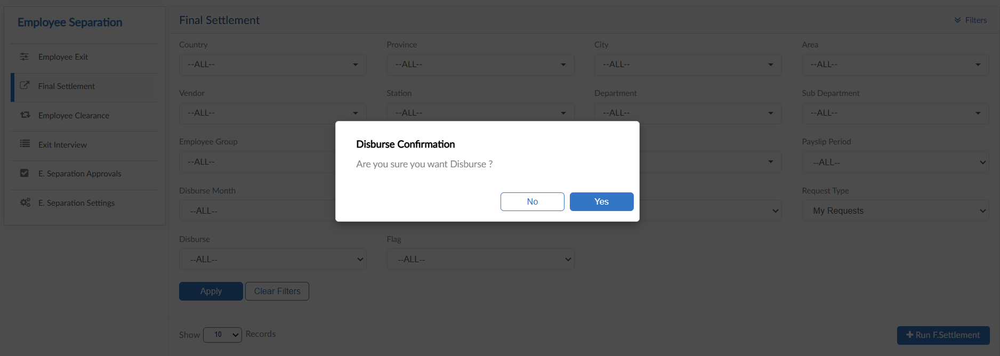 Employee Separation
Employee Exit
Final Settlement
Employee Clearance
Exit Interview
E. Separation Approvals
E. Separation Settings
Final Settlement
Filters
Country
Province
City
Area
--ALL--
--ALL--
--ALL--
--ALL--
Vendor
Station
Department
Sub Department
--ALL--
--ALL--
--ALL--
--ALL--
Employee Group
Payslip Period
--ALL--
--ALL--
Disburse Month
Request Type
--ALL--
My Requests
Disburse
Flag
--ALL--
--ALL--
Apply
Clear Filters
Show 10 Records
Run F.Settlement
Disburse Confirmation
Are you sure you want Disburse ?
No
Yes